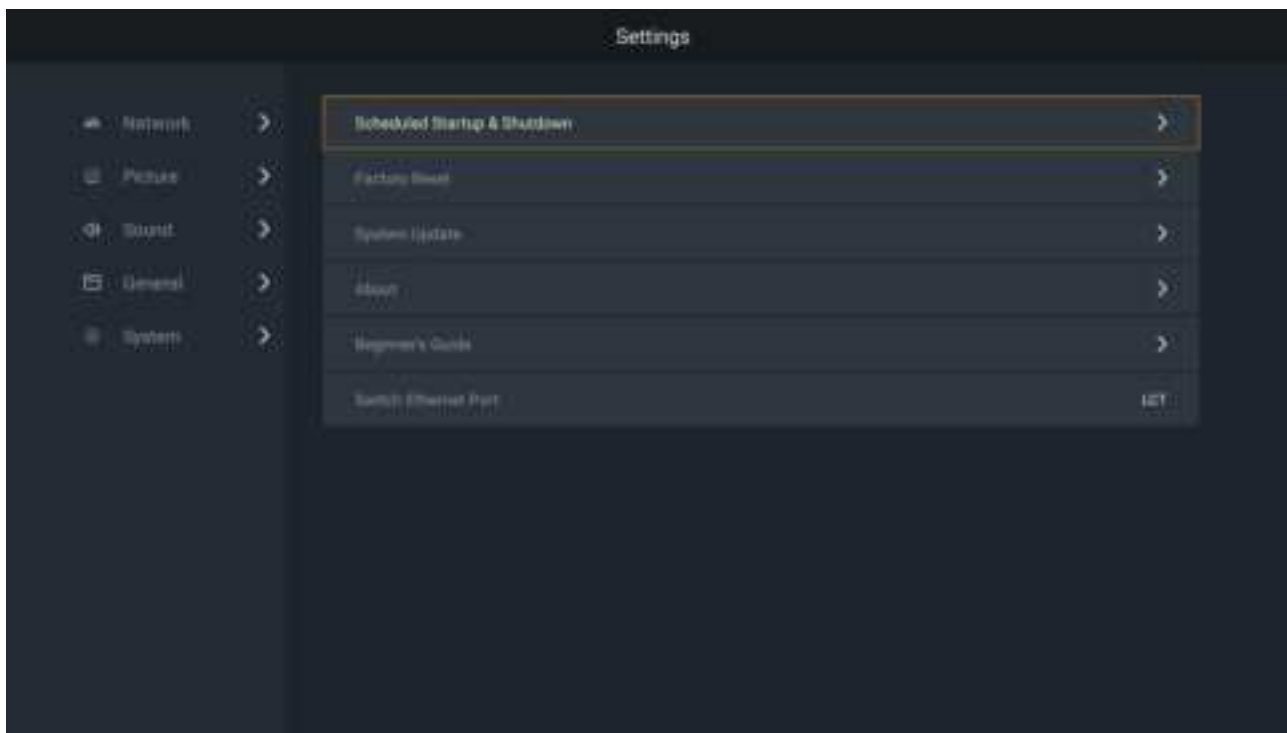 Settings
Network
Picture
Sound
General
System
Scheduled Startup & Shutdown
Factory Reset
System Update
About
Beginner's Guide
Switch Ethernet Port